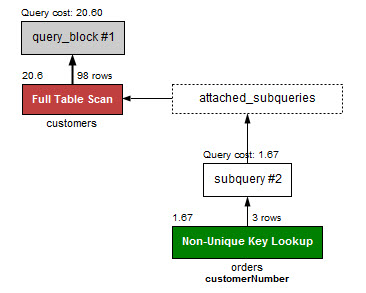 Query cost: 20.60
query_block #1
20.6 98 rows
Full Table Scan
customers
attached_subqueries
Query cost: 1.67
subquery #2
1.67 3 rows
Non-Unique Key Lookup
orders
customerNumber